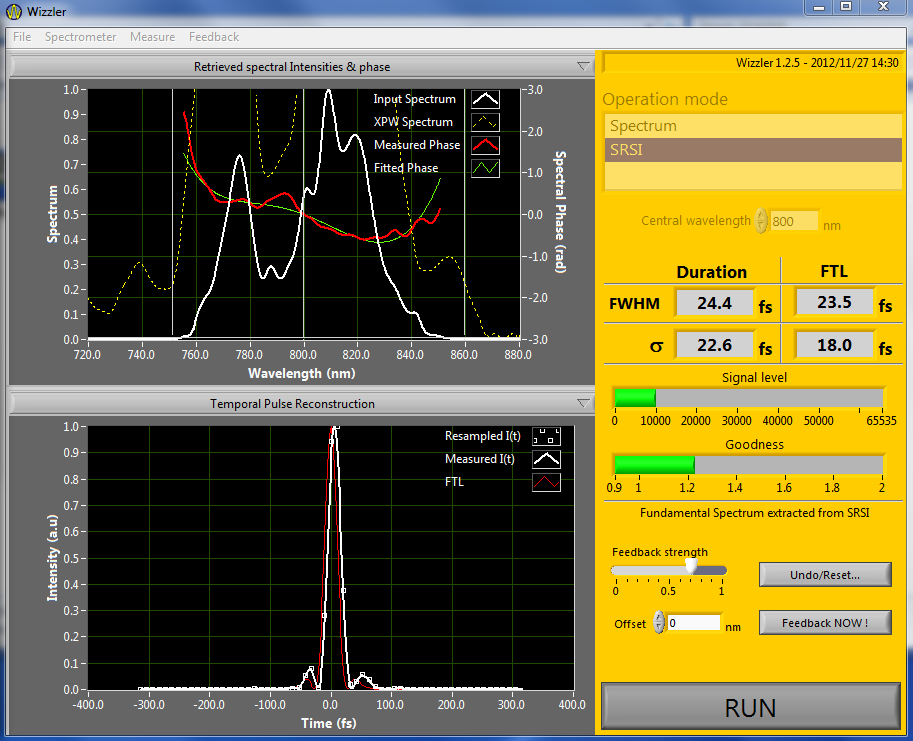 Wizzler
File Spectrometer Measure Feedback
Retrieved spectral Intensities & phase
Spectrum
1.0
0.9
0.8
0.7
0.6
0.5
0.4
0.3
0.2
0.1
0.0
720.0 740.0 760.0 780.0 800.0 820.0 840.0 860.0 880.0
Wavelength (nm)
Input Spectrum
XPW Spectrum
Measured Phase
Fitted Phase
3.0
2.0
1.0
0.0
-1.0
-2.0
-3.0
Spectral Phase (rad)
Temporal Pulse Reconstruction
Intensity (a.u)
1.0
0.9
0.8
0.7
0.6
0.5
0.4
0.3
0.2
0.1
0.0
-400.0 -300.0 -200.0 -100.0 0.0 100.0 200.0 300.0 400.0
Time (fs)
Resampled I(t)
Measured I(t)
FTL
Wizzler 1.2.5 - 2012/11/27 14:30
Operation mode
Spectrum
SRSI
Central wavelength 800 nm
Duration FTL
FWHM 24.4 fs 23.5 fs
σ 22.6 fs 18.0 fs
Signal level
0 10000 20000 30000 40000 50000 65535
Goodness
0.9 1 1.2 1.4 1.6 1.8 2
Fundamental Spectrum extracted from SRSI
Feedback strength
0 0.5 1
Undo/Reset...
Offset 0 nm
Feedback NOW !
RUN